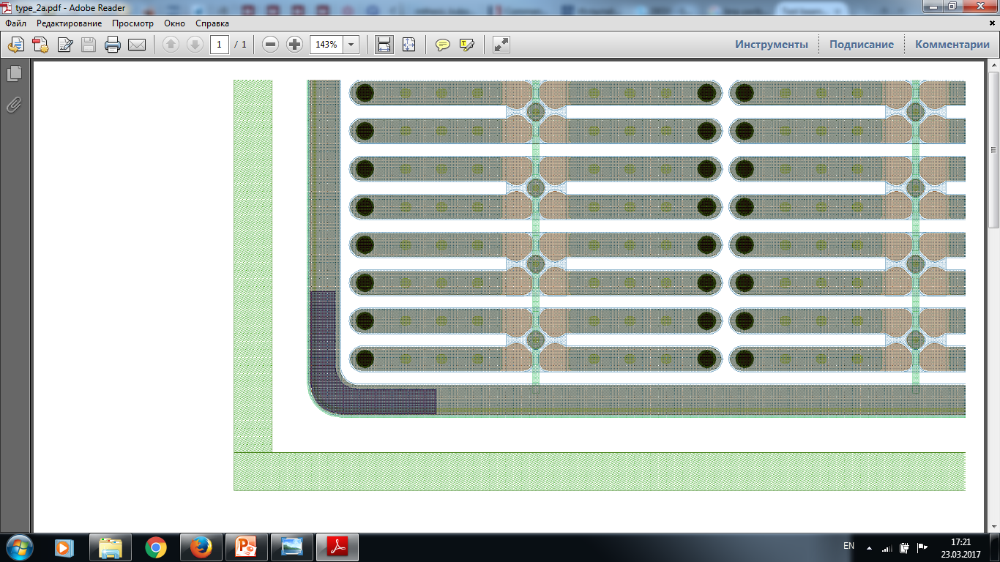 type_2a.pdf - Adobe Reader
Файл Редактирование Просмотр Окно Справка
1 / 1 143% Инструменты Подписание Комментарии
EN 17:21
23.03.2017